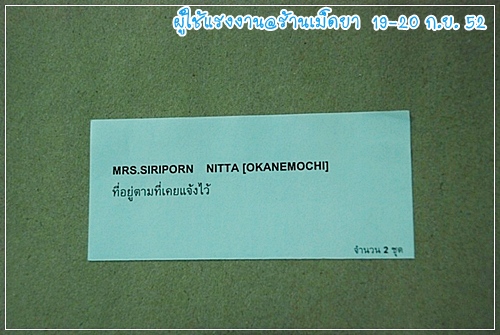 ผู้ใช้แรงงาน@ร้านเม็ดยา 19-20 ก.ย. 52
MRS.SIRIPORN NITTA [OKANEMOCHI]
ที่อยู่ตามที่เคยแจ้งไว้
จำนวน 2 ชุด